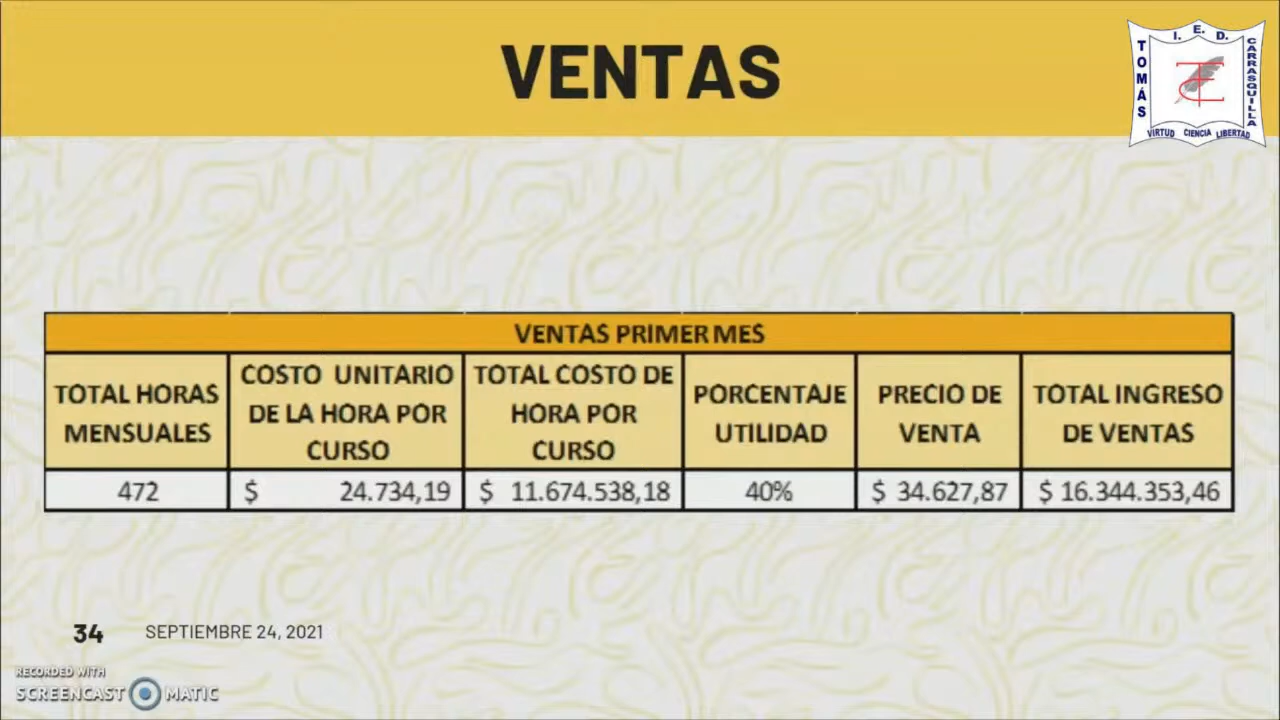 VENTAS
I. E. D.
TOMÁS
CARRASQUILLA
VIRTUD CIENCIA LIBERTAD
VENTAS PRIMER MES
TOTAL HORAS
MENSUALES
COSTO UNITARIO
DE LA HORA POR
CURSO
TOTAL COSTO DE
HORA POR
CURSO
PORCENTAJE
UTILIDAD
PRECIO DE
VENTA
TOTAL INGRESO
DE VENTAS
472 $ 24.734,19 $ 11.674.538,18 40% $ 34.627,87 $ 16.344.353,46
34 SEPTIEMBRE 24, 2021
RECORDED WITH
SCREENCAST MATIC